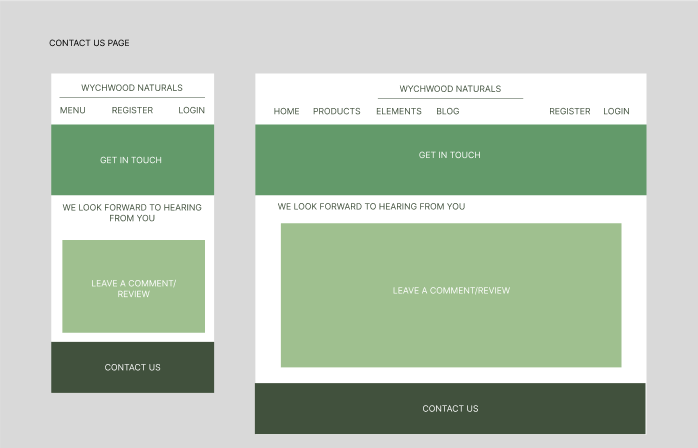 CONTACT US PAGE
WYCHWOOD NATURALS
MENU REGISTER LOGIN
GET IN TOUCH
WE LOOK FORWARD TO HEARING
FROM YOU
LEAVE A COMMENT/
REVIEW
CONTACT US
WYCHWOOD NATURALS
HOME PRODUCTS ELEMENTS BLOG REGISTER LOGIN
GET IN TOUCH
WE LOOK FORWARD TO HEARING FROM YOU
LEAVE A COMMENT/REVIEW
CONTACT US